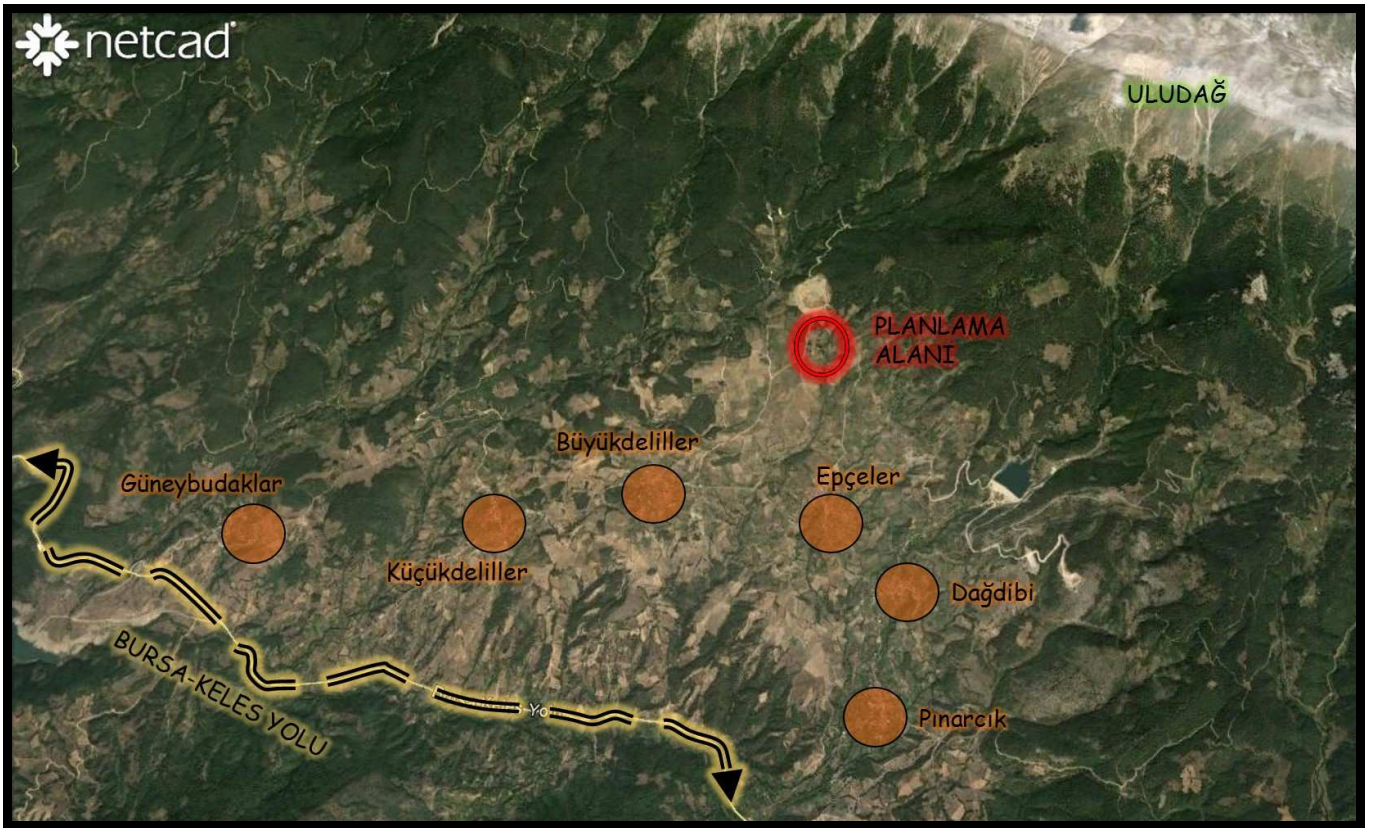 netcad
ULUDAĞ
PLANLAMA
ALANI
Büyükdeliller
Epçeler
Güneybudaklar
Küçükdeliller
Dağdibi
BURSA-KELES YOLU
Pınarcık